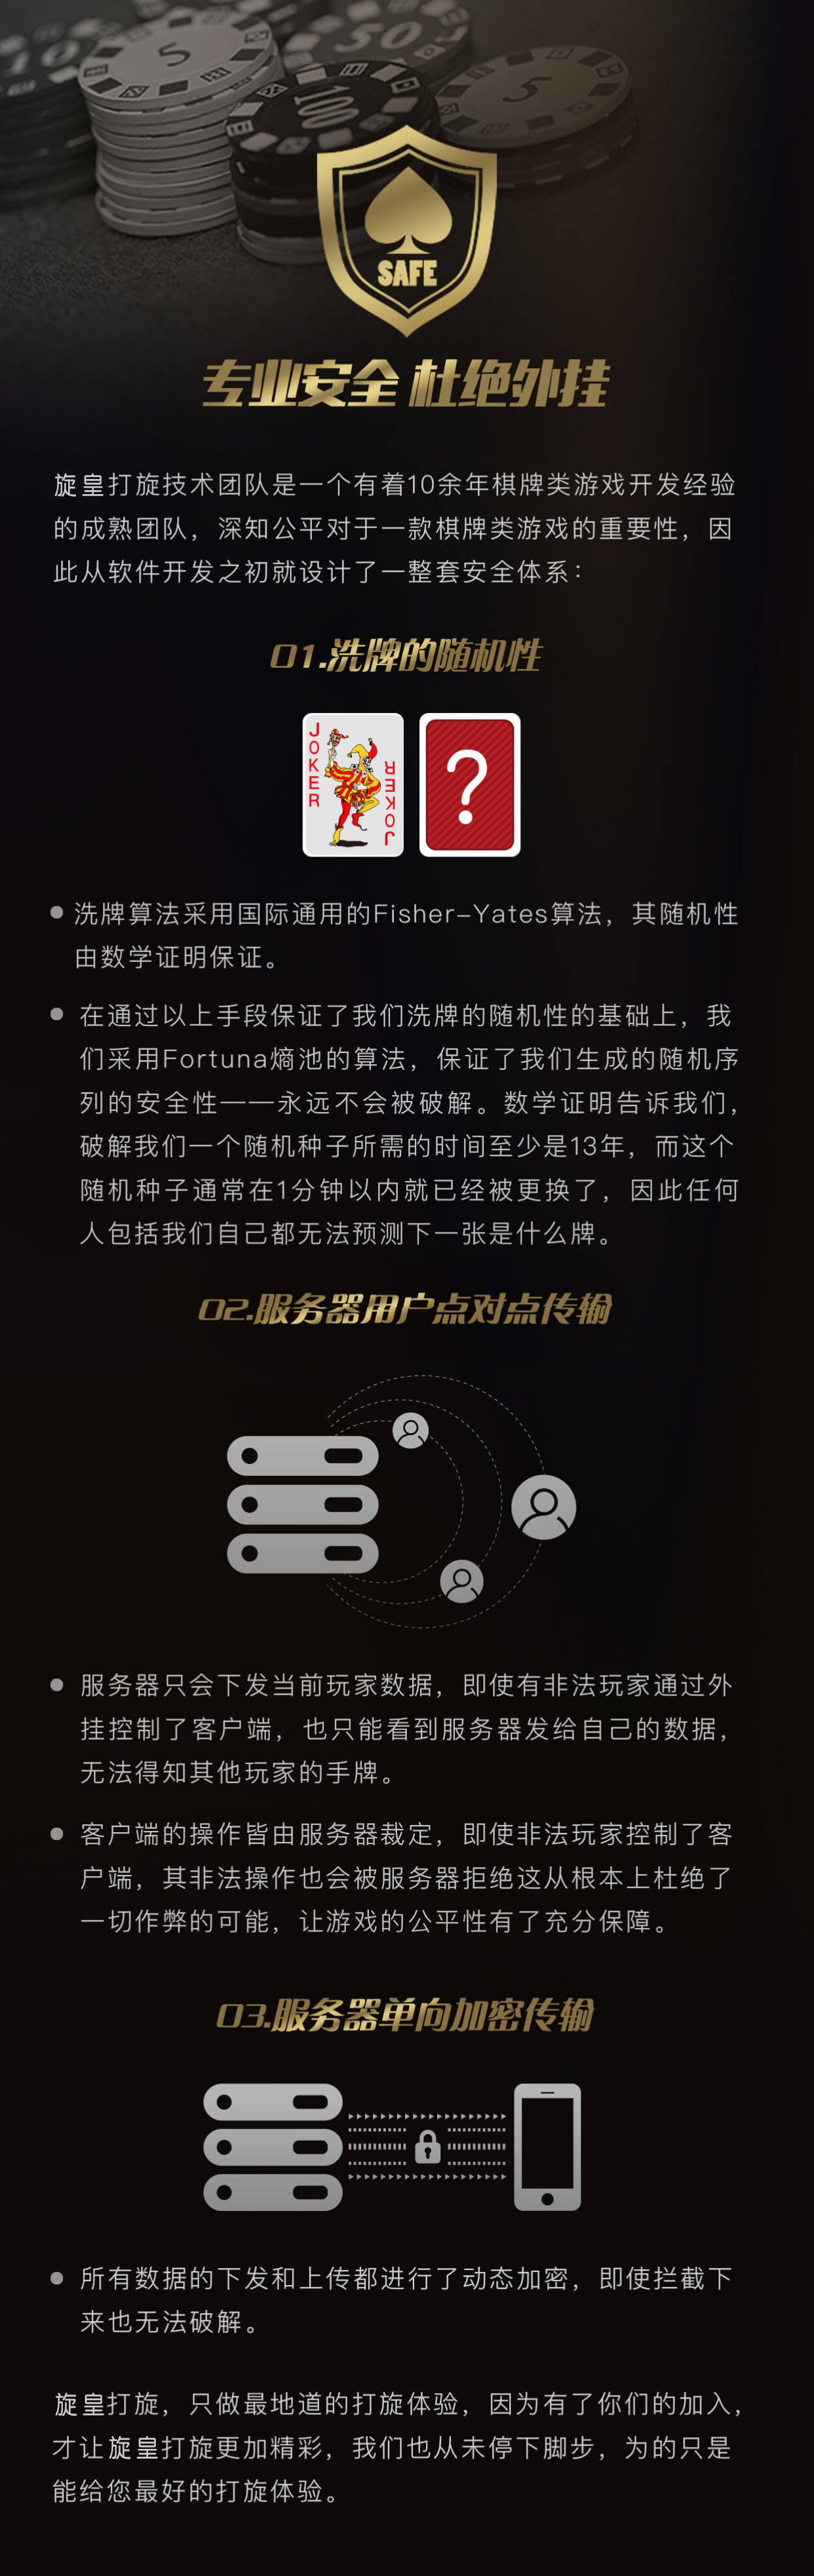 10
5
50
100
5
SAFE
专业安全 杜绝外挂
旋皇打旋技术团队是一个有着10余年棋牌类游戏开发经验
的成熟团队，深知公平对于一款棋牌类游戏的重要性，因
此从软件开发之初就设计了一整套安全体系：
01.洗牌的随机性
JOKER
JOKER
?
洗牌算法采用国际通用的Fisher-Yates算法，其随机性
由数学证明保证。
在通过以上手段保证了我们洗牌的随机性的基础上，我
们采用Fortuna熵池的算法，保证了我们生成的随机序
列的安全性——永远不会被破解。数学证明告诉我们,
破解我们一个随机种子所需的时间至少是13年，而这个
随机种子通常在1分钟以内就已经被更换了，因此任何
人包括我们自己都无法预测下一张是什么牌。
02.服务器用户点对点传输
服务器只会下发当前玩家数据，即使有非法玩家通过外
挂控制了客户端，也只能看到服务器发给自己的数据，
无法得知其他玩家的手牌。
客户端的操作皆由服务器裁定，即使非法玩家控制了客
户端，其非法操作也会被服务器拒绝这从根本上杜绝了
一切作弊的可能，让游戏的公平性有了充分保障。
03.服务器单向加密传输
所有数据的下发和上传都进行了动态加密，即使拦截下
来也无法破解。
旋皇打旋，只做最地道的打旋体验，因为有了你们的加入，
才让旋皇打旋更加精彩，我们也从未停下脚步，为的只是
能给您最好的打旋体验。